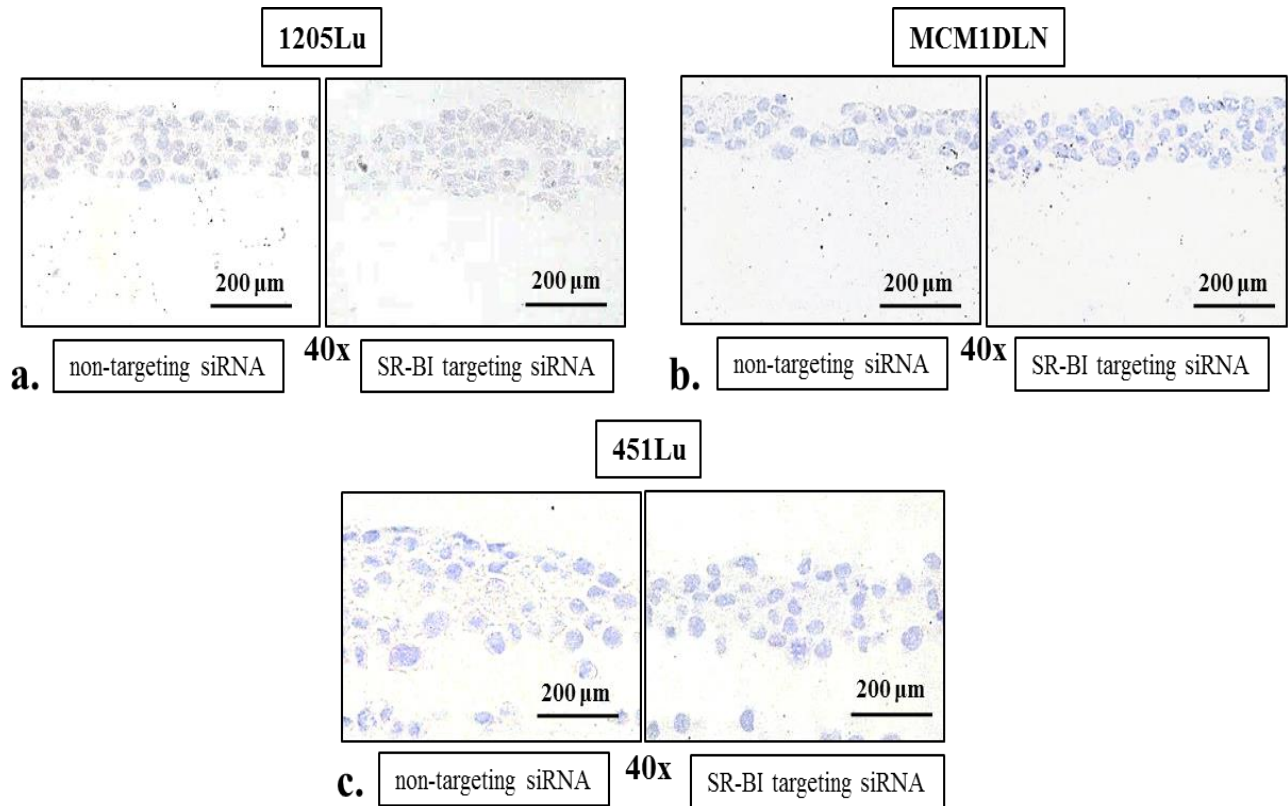 1205Lu
200 µm
200 µm
a.
non-targeting siRNA
40x
SR-BI targeting siRNA
MCM1DLN
200 µm
200 µm
b.
non-targeting siRNA
40x
SR-BI targeting siRNA
451Lu
200 µm
200 µm
c.
non-targeting siRNA
40x
SR-BI targeting siRNA